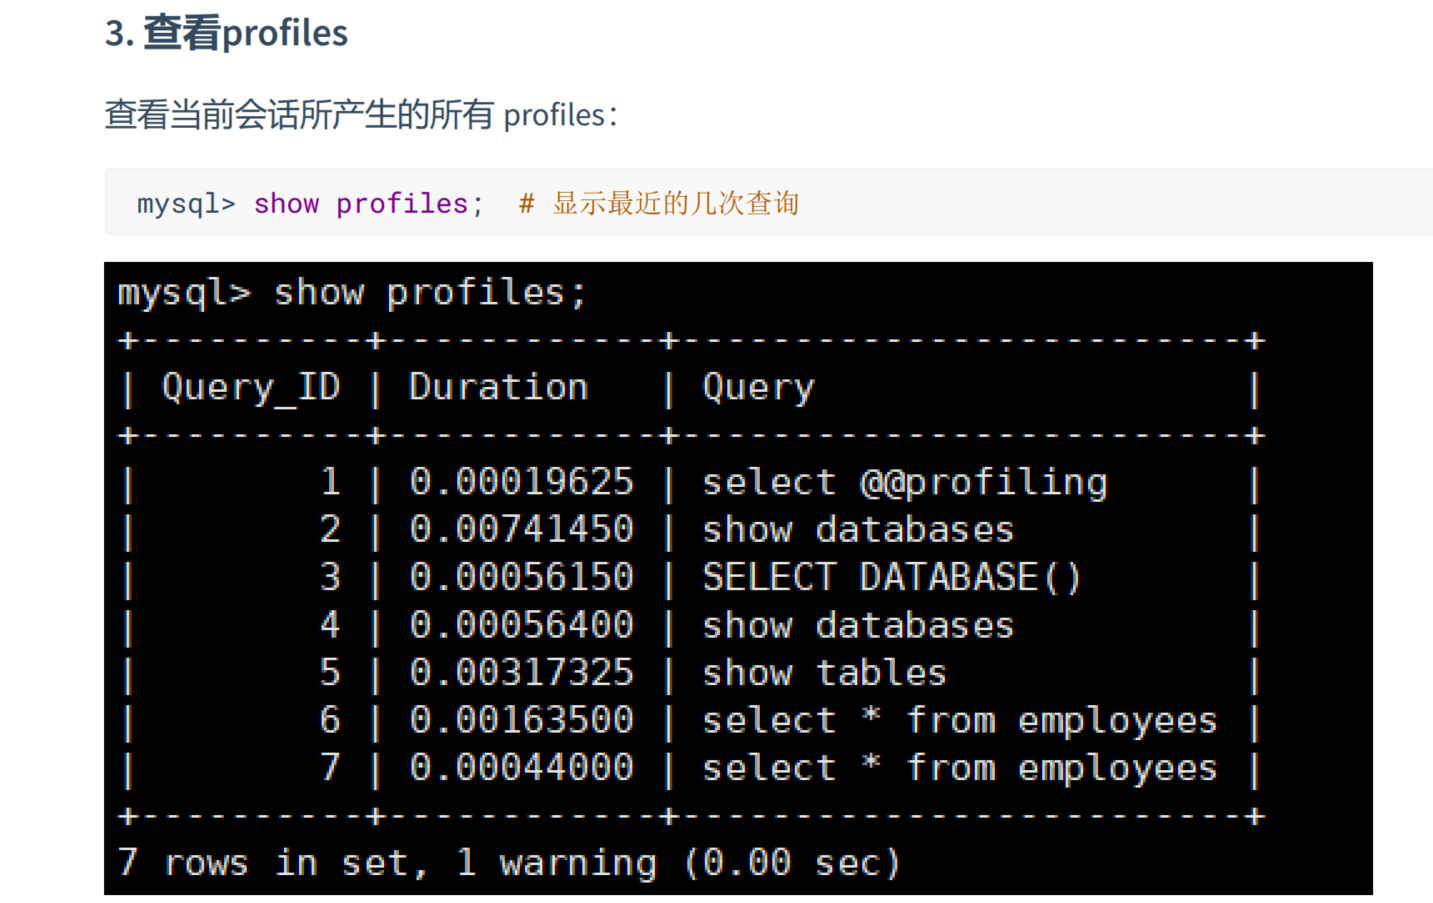 3. 查看profiles
查看当前会话所产生的所有 profiles：
mysql> show profiles;  # 显示最近的几次查询
mysql> show profiles;
+----------+------------+-------------------------+
| Query_ID | Duration   | Query                   |
+----------+------------+-------------------------+
|        1 | 0.00019625 | select @@profiling      |
|        2 | 0.00741450 | show databases          |
|        3 | 0.00056150 | SELECT DATABASE()       |
|        4 | 0.00056400 | show databases          |
|        5 | 0.00317325 | show tables             |
|        6 | 0.00163500 | select * from employees |
|        7 | 0.00044000 | select * from employees |
+----------+------------+-------------------------+
7 rows in set, 1 warning (0.00 sec)